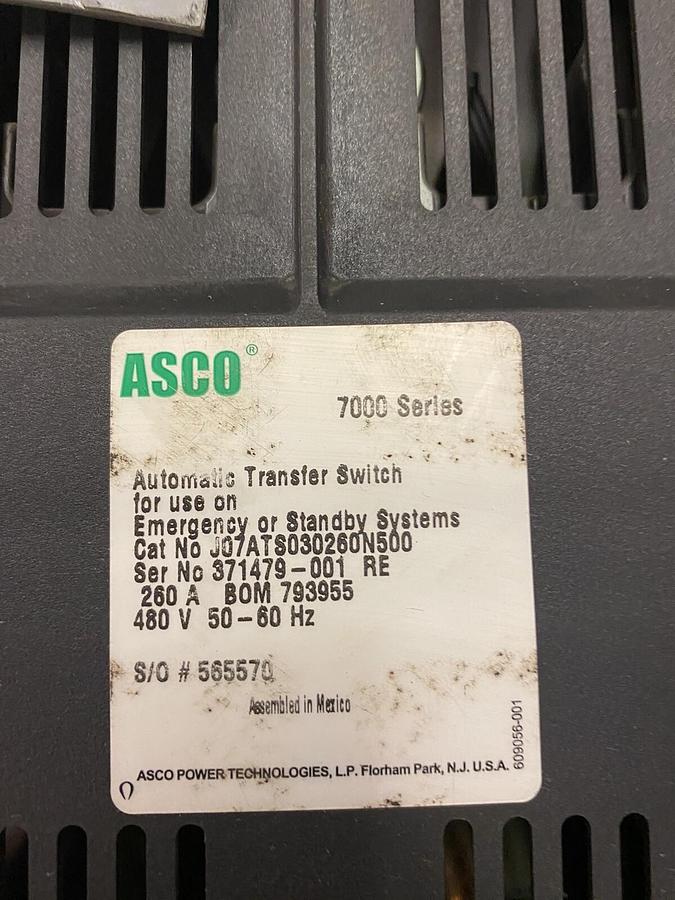 ASCO®
7000 Series
Automatic Transfer Switch
for use on
Emergency or Standby Systems
Cat No J07ATS030260N500
Ser No 371479-001 RE
260 A BOM 793955
480 V 50-60 Hz
S/O # 565570
Assembled in Mexico
609056-001
ASCO POWER TECHNOLOGIES, L.P. Florham Park, N.J. U.S.A.